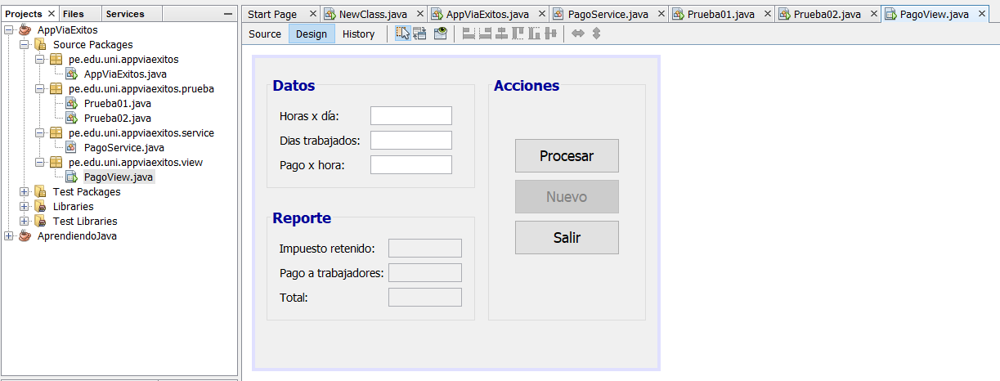 Projects Files Services
AppViaExitos
Source Packages
pe.edu.uni.appviaexitos
AppViaExitos.java
pe.edu.uni.appviaexitos.prueba
Prueba01.java
Prueba02.java
pe.edu.uni.appviaexitos.service
PagoService.java
pe.edu.uni.appviaexitos.view
PagoView.java
Test Packages
Libraries
Test Libraries
AprendiendoJava
Start Page NewClass.java AppViaExitos.java PagoService.java Prueba01.java Prueba02.java PagoView.java
Source Design History
Datos
Horas x día:
Dias trabajados:
Pago x hora:
Reporte
Impuesto retenido:
Pago a trabajadores:
Total:
Acciones
Procesar
Nuevo
Salir